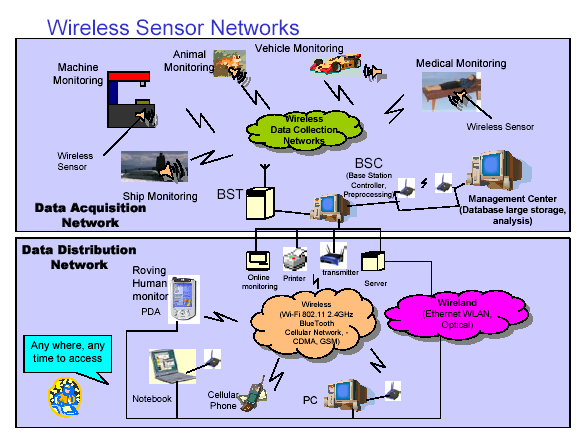 Wireless Sensor Networks
Machine
Monitoring
Animal
Monitoring
Vehicle Monitoring
Medical Monitoring
Wireless
Data Collection
Networks
Wireless Sensor
Wireless
Sensor
Ship Monitoring
BST
BSC
(Base Station
Controller,
Preprocessing)
Management Center
(Database large storage,
analysis)
Data Acquisition
Network
Data Distribution
Network
Online
monitoring
Printer
transmitter
Server
Roving
Human
monitor
PDA
Wireless
(Wi-Fi 802.11 2.4GHz
BlueTooth
Cellular Network, -
CDMA, GSM)
Wireland
(Ethernet WLAN,
Optical)
Any where, any
time to access
Notebook
Cellular
Phone
PC